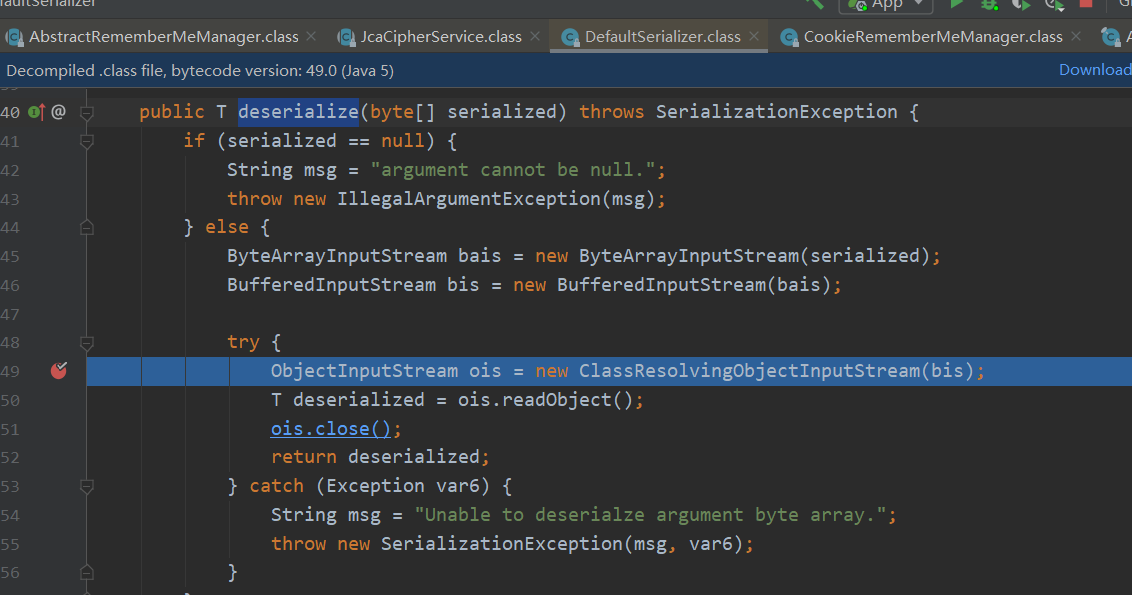 aultSerializer
App
AbstractRememberMeManager.class JcaCipherService.class DefaultSerializer.class CookieRememberMeManager.class
Decompiled .class file, bytecode version: 49.0 (Java 5) Download
40 @ public T deserialize(byte[] serialized) throws SerializationException {
41 if (serialized == null) {
42 String msg = "argument cannot be null.";
43 throw new IllegalArgumentException(msg);
44 } else {
45 ByteArrayInputStream bais = new ByteArrayInputStream(serialized);
46 BufferedInputStream bis = new BufferedInputStream(bais);
47
48 try {
49 ObjectInputStream ois = new ClassResolvingObjectInputStream(bis);
50 T deserialized = ois.readObject();
51 ois.close();
52 return deserialized;
53 } catch (Exception var6) {
54 String msg = "Unable to deserialze argument byte array.";
55 throw new SerializationException(msg, var6);
56 }